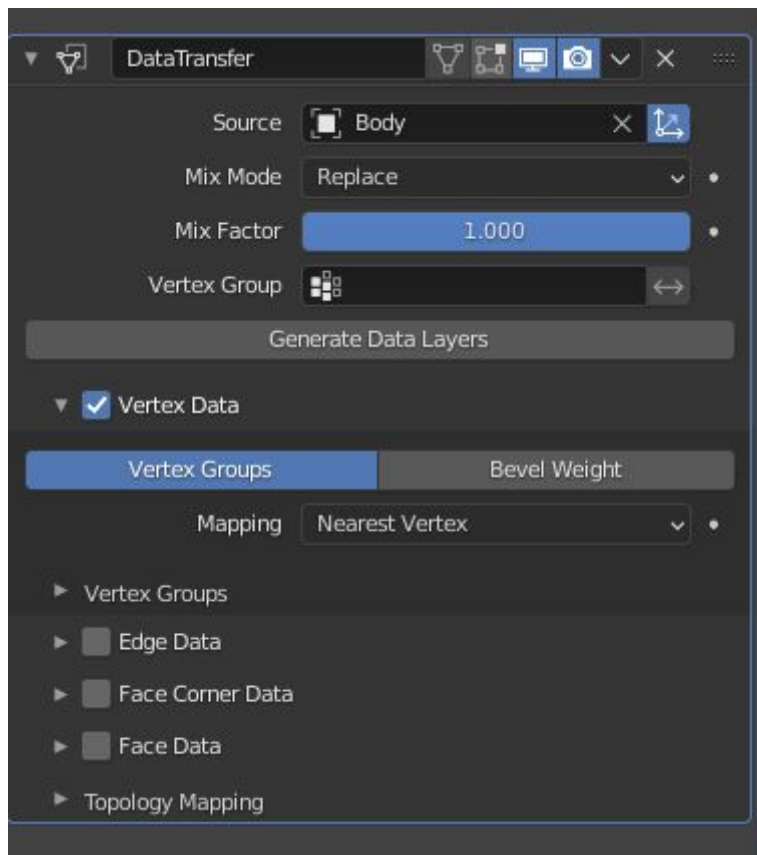 DataTransfer
Source Body
Mix Mode Replace
Mix Factor 1.000
Vertex Group
Generate Data Layers
Vertex Data
Vertex Groups Bevel Weight
Mapping Nearest Vertex
Vertex Groups
Edge Data
Face Corner Data
Face Data
Topology Mapping